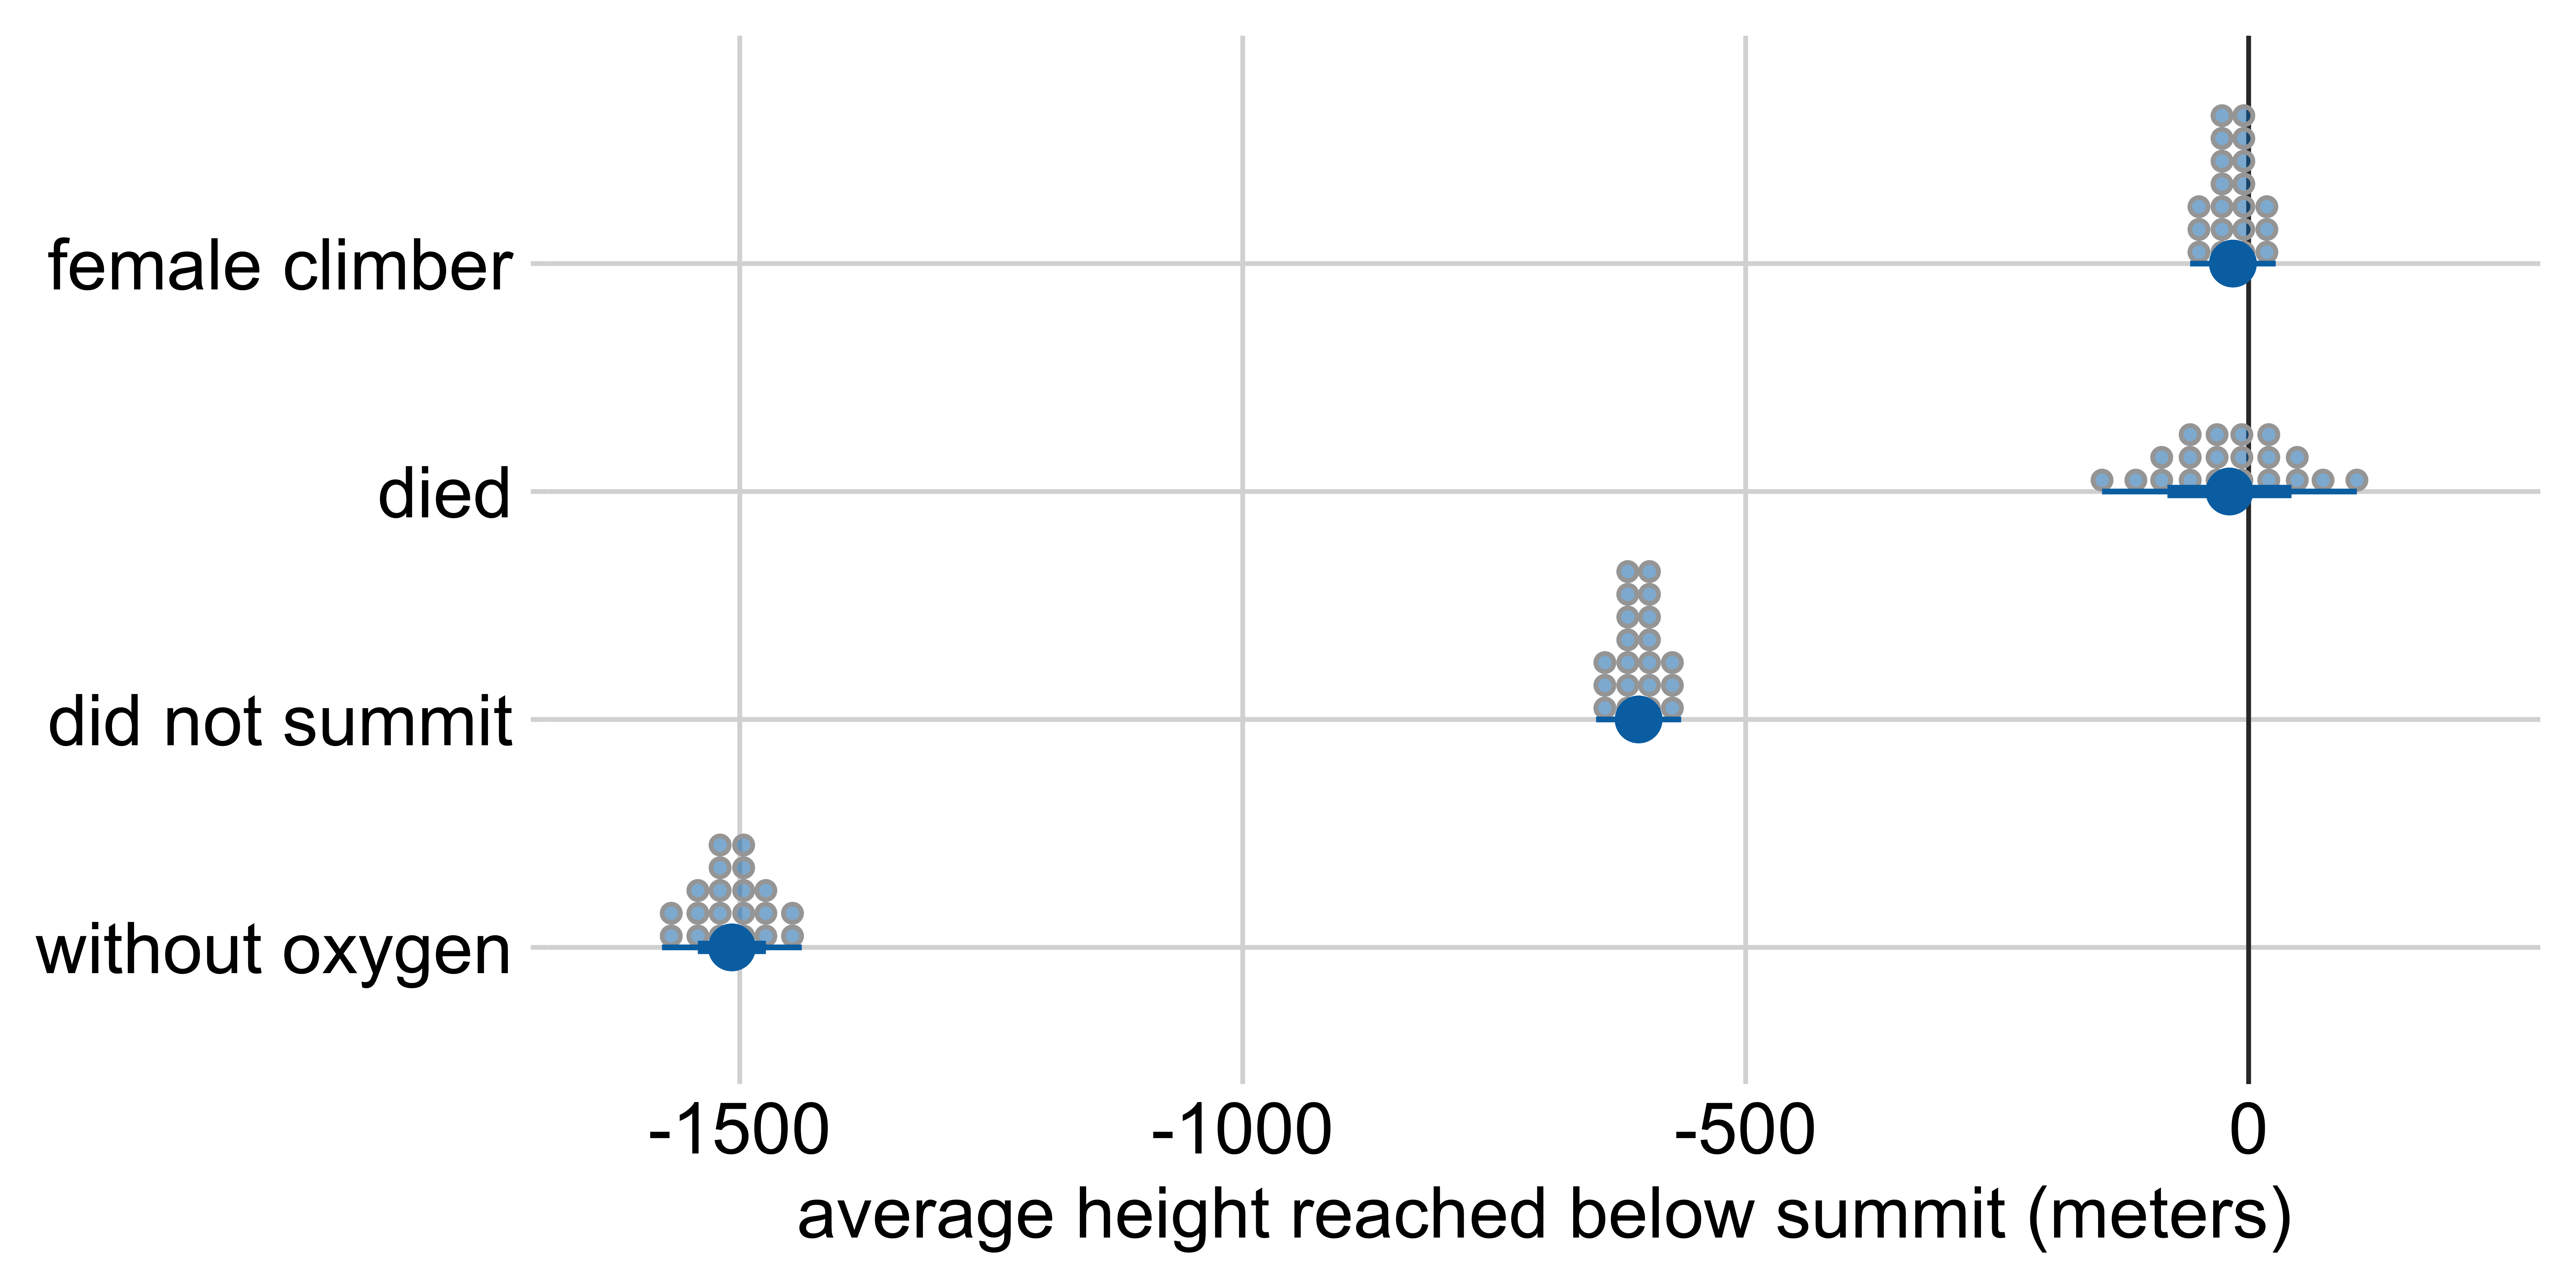 female climber
died
did not summit
without oxygen
-1500 -1000 -500 0
average height reached below summit (meters)